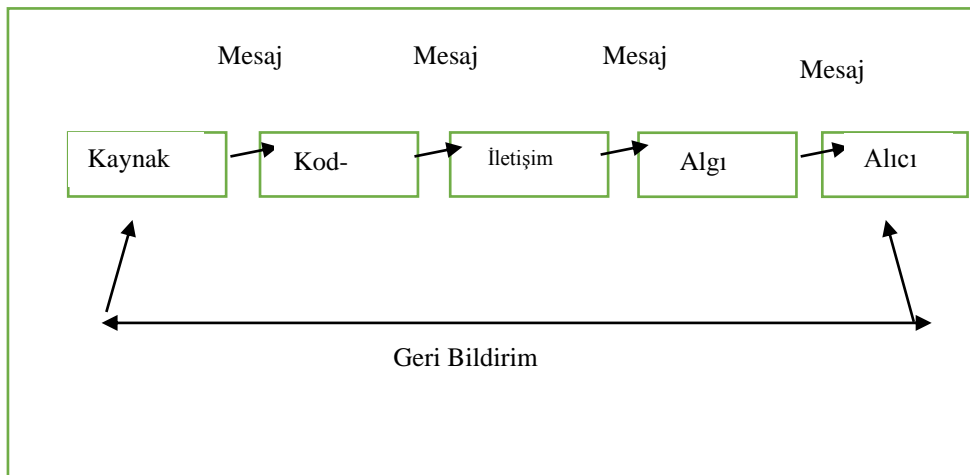 Mesaj
Mesaj
Mesaj
Mesaj
Kaynak
Kod-
İletişim
Algı
Alıcı
Geri Bildirim